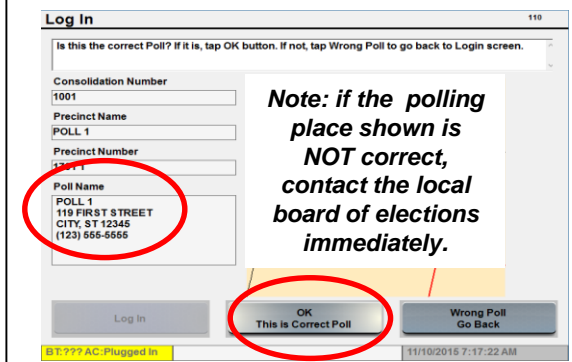 Log In
110
Is this the correct Poll? If it is, tap OK button. If not, tap Wrong Poll to go back to Login screen.
Consolidation Number
1001
Precinct Name
POLL 1
Precinct Number
Poll Name
POLL 1
119 FIRST STREET
CITY, ST 12345
(123) 555-5555
Note: if the polling
place shown is
NOT correct,
contact the local
board of elections
immediately.
Log In
OK
This is Correct Poll
Wrong Poll
Go Back
BT:??? AC:Plugged In
11/10/2015 7:17:22 AM